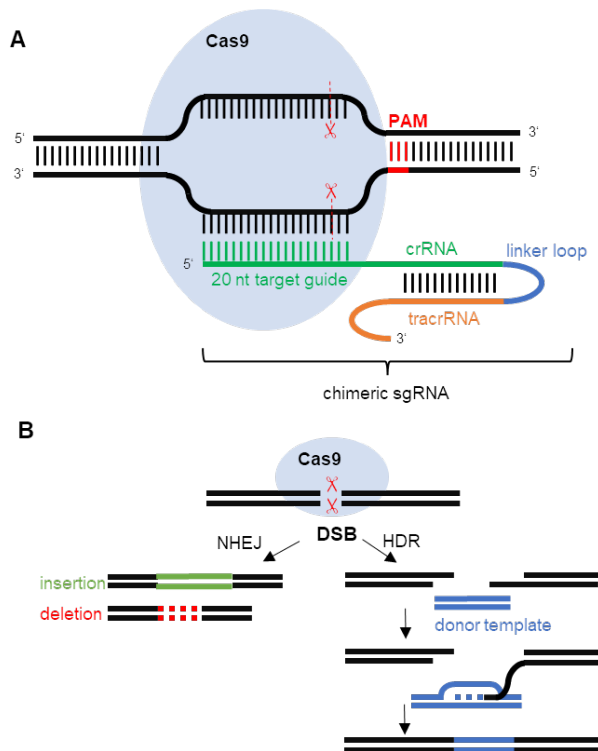 A
Cas9
PAM
5‘
3‘
3‘
5‘
5‘
crRNA
linker loop
20 nt target guide
tracrRNA
3‘
chimeric sgRNA
B
Cas9
DSB
NHEJ
HDR
insertion
deletion
donor template